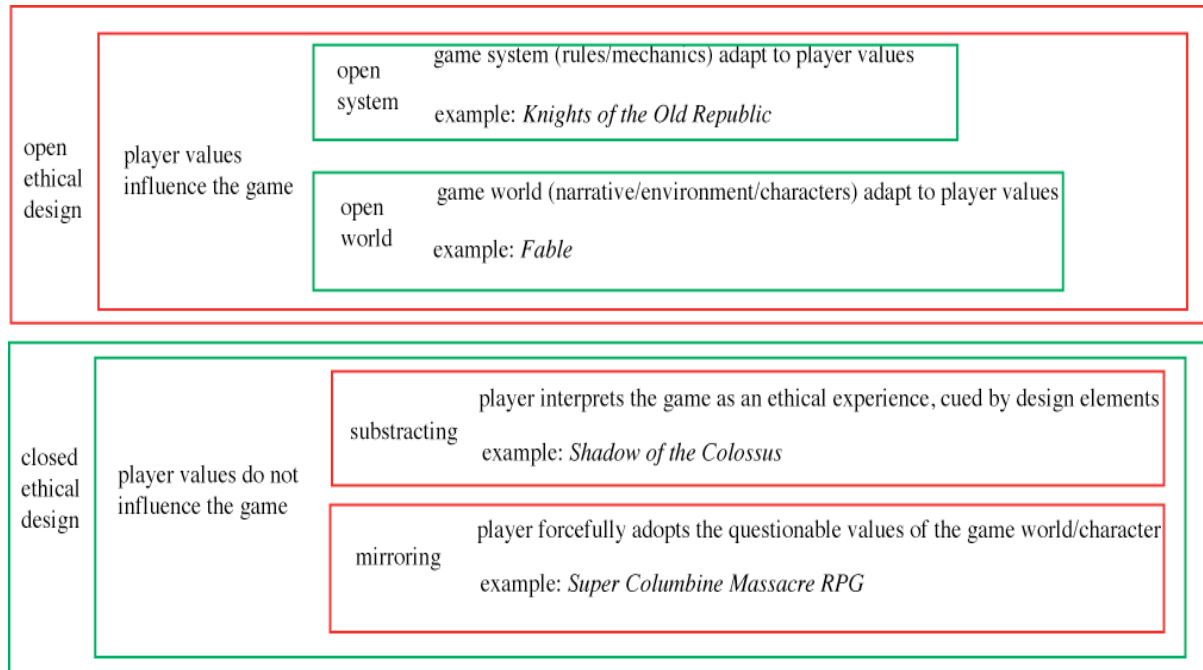 open
ethical
design
player values
influence the game
open
system
game system (rules/mechanics) adapt to player values
example: Knights of the Old Republic
open
world
game world (narrative/environment/characters) adapt to player values
example: Fable
closed
ethical
design
player values do not
influence the game
substracting
player interprets the game as an ethical experience, cued by design elements
example: Shadow of the Colossus
mirroring
player forcefully adopts the questionable values of the game world/character
example: Super Columbine Massacre RPG